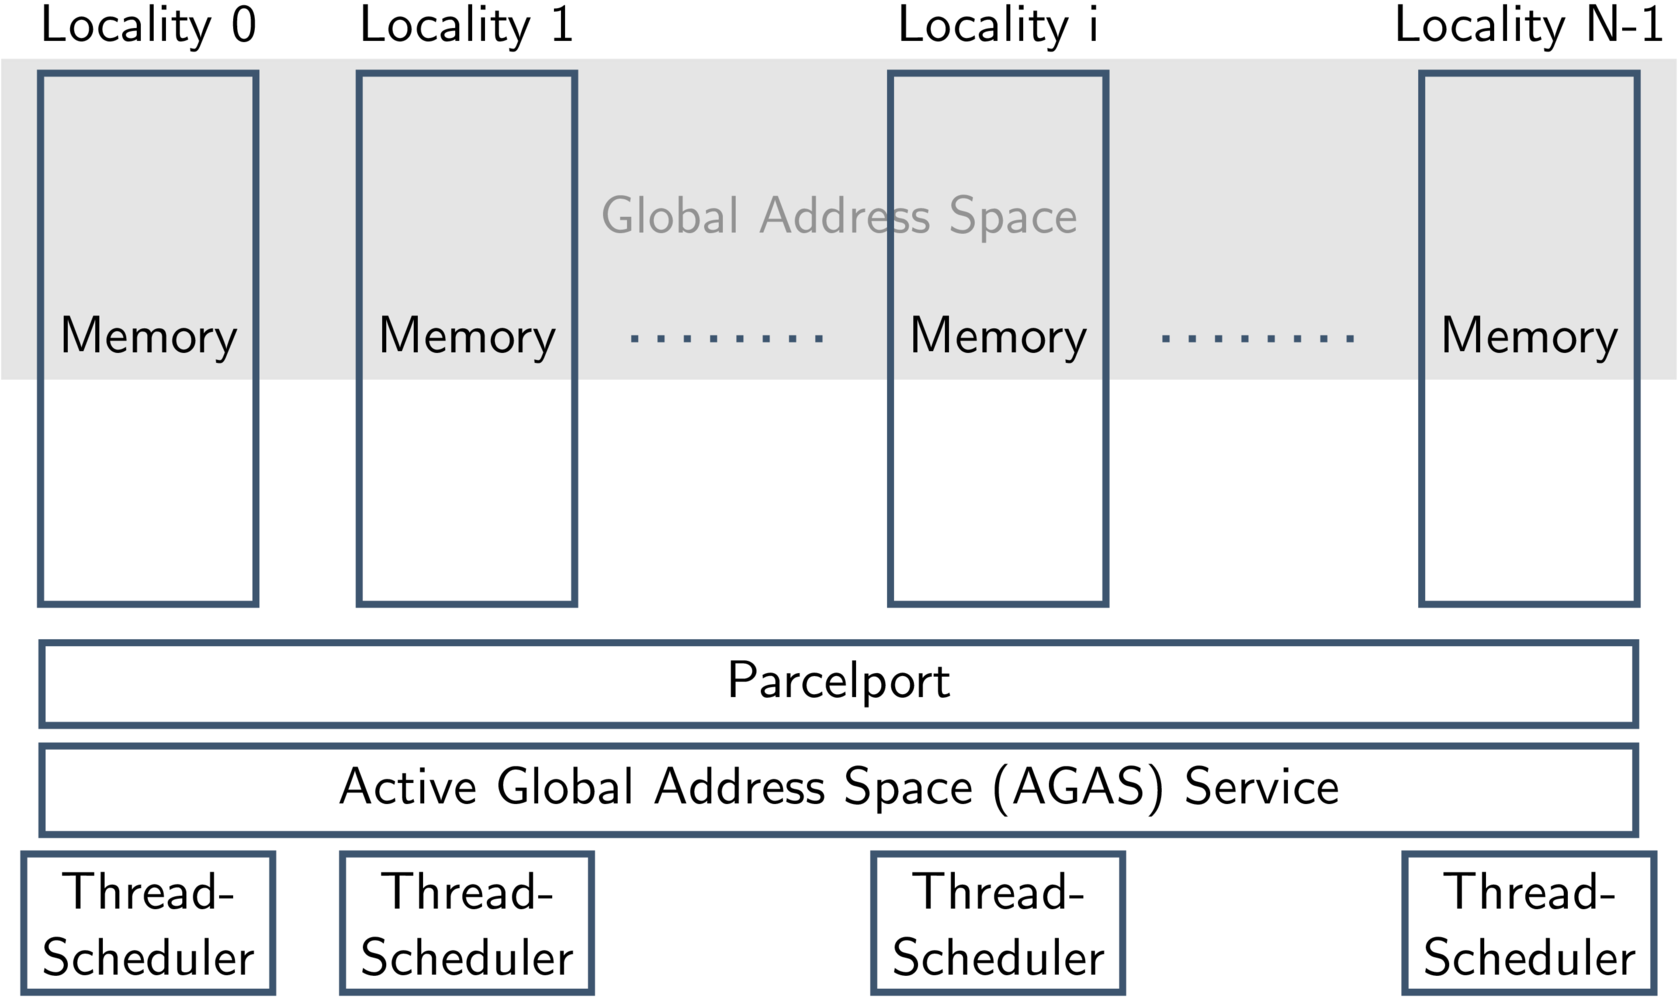 Locality 0 Locality 1 Locality i Locality N-1
Global Address Space
Memory Memory Memory Memory
Parcelport
Active Global Address Space (AGAS) Service
Thread- Thread- Thread- Thread-
Scheduler Scheduler Scheduler Scheduler